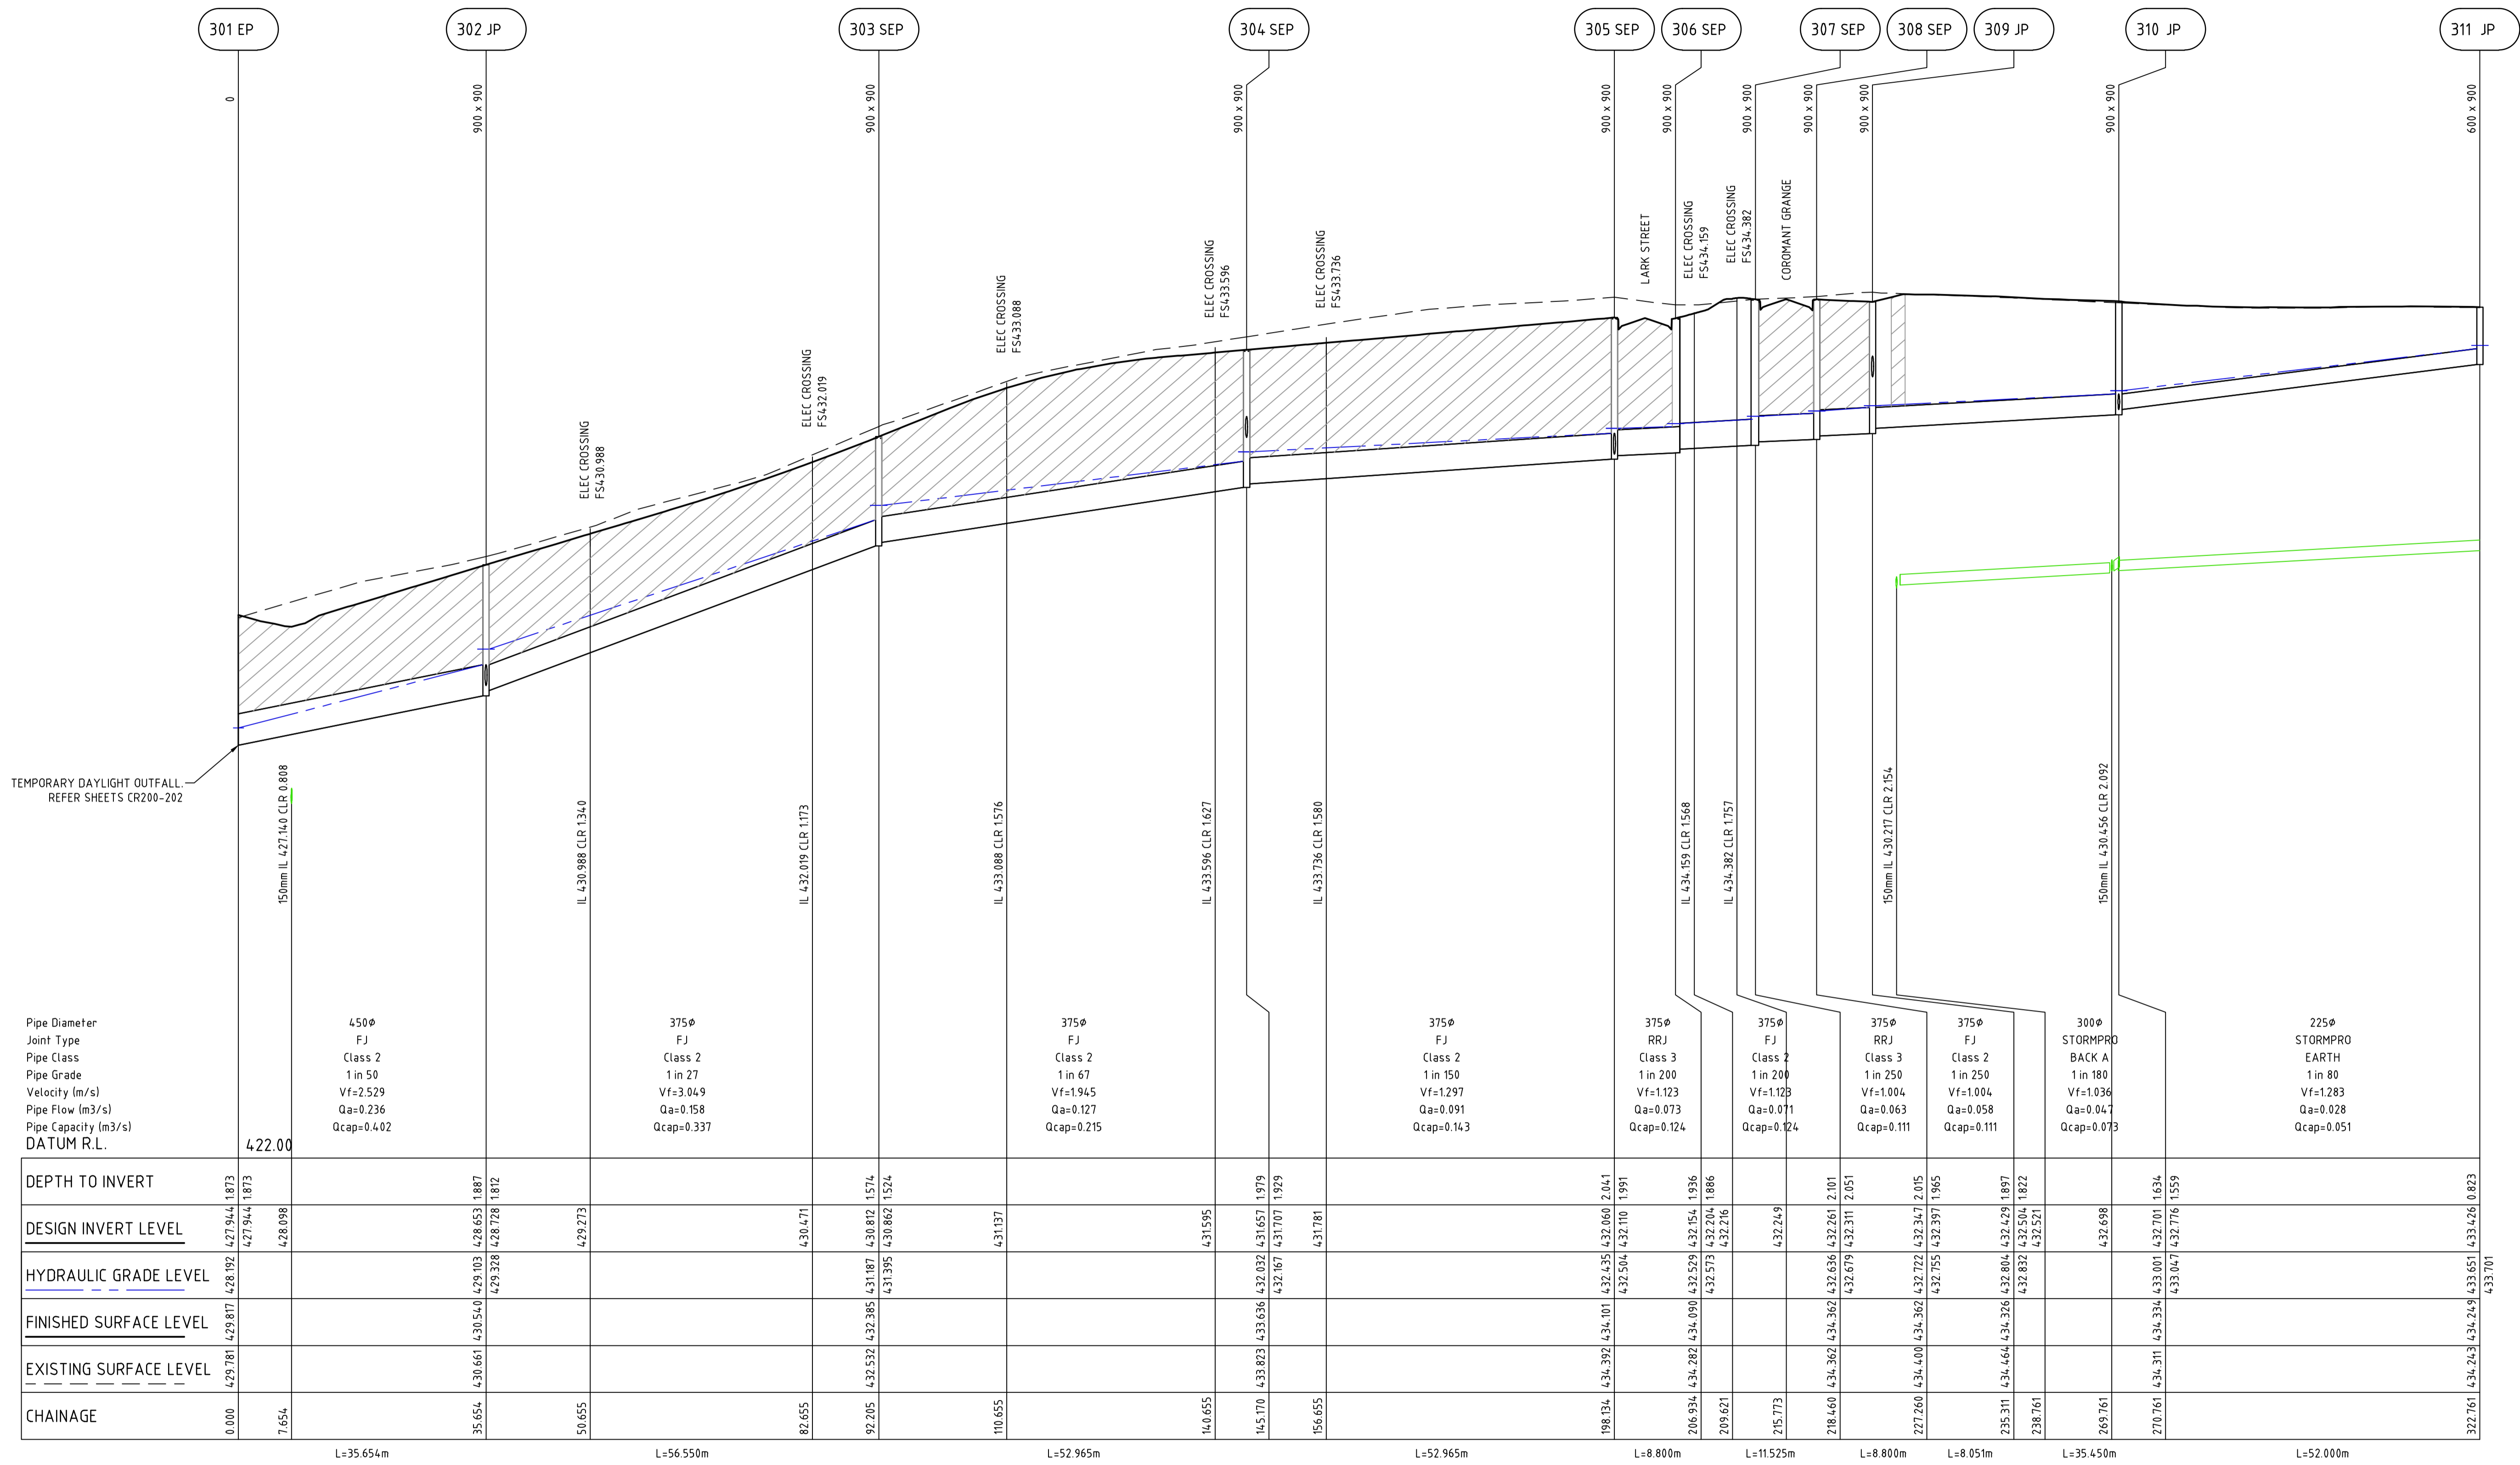 301 EP
302 JP
303 SEP
304 SEP
305 SEP
306 SEP
307 SEP
308 SEP
309 JP
310 JP
311 JP
0
900 x 900
900 x 900
900 x 900
900 x 900
900 x 900
900 x 900
900 x 900
900 x 900
900 x 900
600 x 900
ELEC CROSSING
FS430.988
ELEC CROSSING
FS432.019
ELEC CROSSING
FS433.088
ELEC CROSSING
FS433.596
ELEC CROSSING
FS433.736
LARK STREET
ELEC CROSSING
FS434.159
ELEC CROSSING
FS434.382
COROMANT GRANGE
TEMPORARY DAYLIGHT OUTFALL.
REFER SHEETS CR200-202
150mm IL 427.140 CLR 0.808
IL 430.988 CLR 1.340
IL 432.019 CLR 1.173
IL 433.088 CLR 1.576
IL 433.596 CLR 1.627
IL 433.736 CLR 1.580
IL 434.159 CLR 1.568
IL 434.382 CLR 1.757
150mm IL 430.217 CLR 2.154
150mm IL 430.456 CLR 2.092
Pipe Diameter 450Ø 375Ø 375Ø 375Ø 375Ø 375Ø 375Ø 375Ø 300Ø 225Ø
Joint Type FJ FJ FJ FJ RRJ FJ RRJ FJ STORMPRO STORMPRO
Pipe Class Class 2 Class 2 Class 2 Class 2 Class 3 Class 2 Class 3 Class 2 BACK A EARTH
Pipe Grade 1 in 50 1 in 27 1 in 67 1 in 150 1 in 200 1 in 200 1 in 250 1 in 250 1 in 180 1 in 80
Velocity (m/s) Vf=2.529 Vf=3.049 Vf=1.945 Vf=1.297 Vf=1.123 Vf=1.123 Vf=1.004 Vf=1.004 Vf=1.036 Vf=1.283
Pipe Flow (m3/s) Qa=0.236 Qa=0.158 Qa=0.127 Qa=0.091 Qa=0.073 Qa=0.071 Qa=0.063 Qa=0.058 Qa=0.047 Qa=0.028
Pipe Capacity (m3/s) Qcap=0.402 Qcap=0.337 Qcap=0.215 Qcap=0.143 Qcap=0.124 Qcap=0.124 Qcap=0.111 Qcap=0.111 Qcap=0.073 Qcap=0.051
DATUM R.L. 422.00
DEPTH TO INVERT 1.873 1.873 1.887 1.812 1.574 1.524 1.979 1.929 2.041 1.991 1.936 1.886 2.101 2.051 2.015 1.965 1.897 1.822 1.634 1.559 0.823
DESIGN INVERT LEVEL 427.944 427.944 428.098 428.653 428.728 429.273 430.471 430.812 430.862 431.137 431.595 431.657 431.707 431.781 432.060 432.110 432.154 432.204 432.216 432.249 432.261 432.311 432.347 432.397 432.429 432.504 432.521 432.698 432.701 432.776 433.426
HYDRAULIC GRADE LEVEL 428.192 429.103 429.328 431.187 431.395 432.032 432.167 432.435 432.504 432.529 432.573 432.636 432.679 432.722 432.755 432.804 432.832 433.001 433.047 433.651 433.701
FINISHED SURFACE LEVEL 429.817 430.540 432.385 433.636 434.101 434.090 434.362 434.362 434.326 434.334 434.249
EXISTING SURFACE LEVEL 429.781 430.661 432.532 433.823 434.392 434.282 434.362 434.400 434.464 434.311 434.243
CHAINAGE 0.000 7.654 35.654 50.655 82.655 92.205 110.655 140.655 145.170 156.655 198.134 206.934 209.621 215.773 218.460 227.260 235.311 238.761 269.761 270.761 322.761
L=35.654m L=56.550m L=52.965m L=52.965m L=8.800m L=11.525m L=8.800m L=8.051m L=35.450m L=52.000m